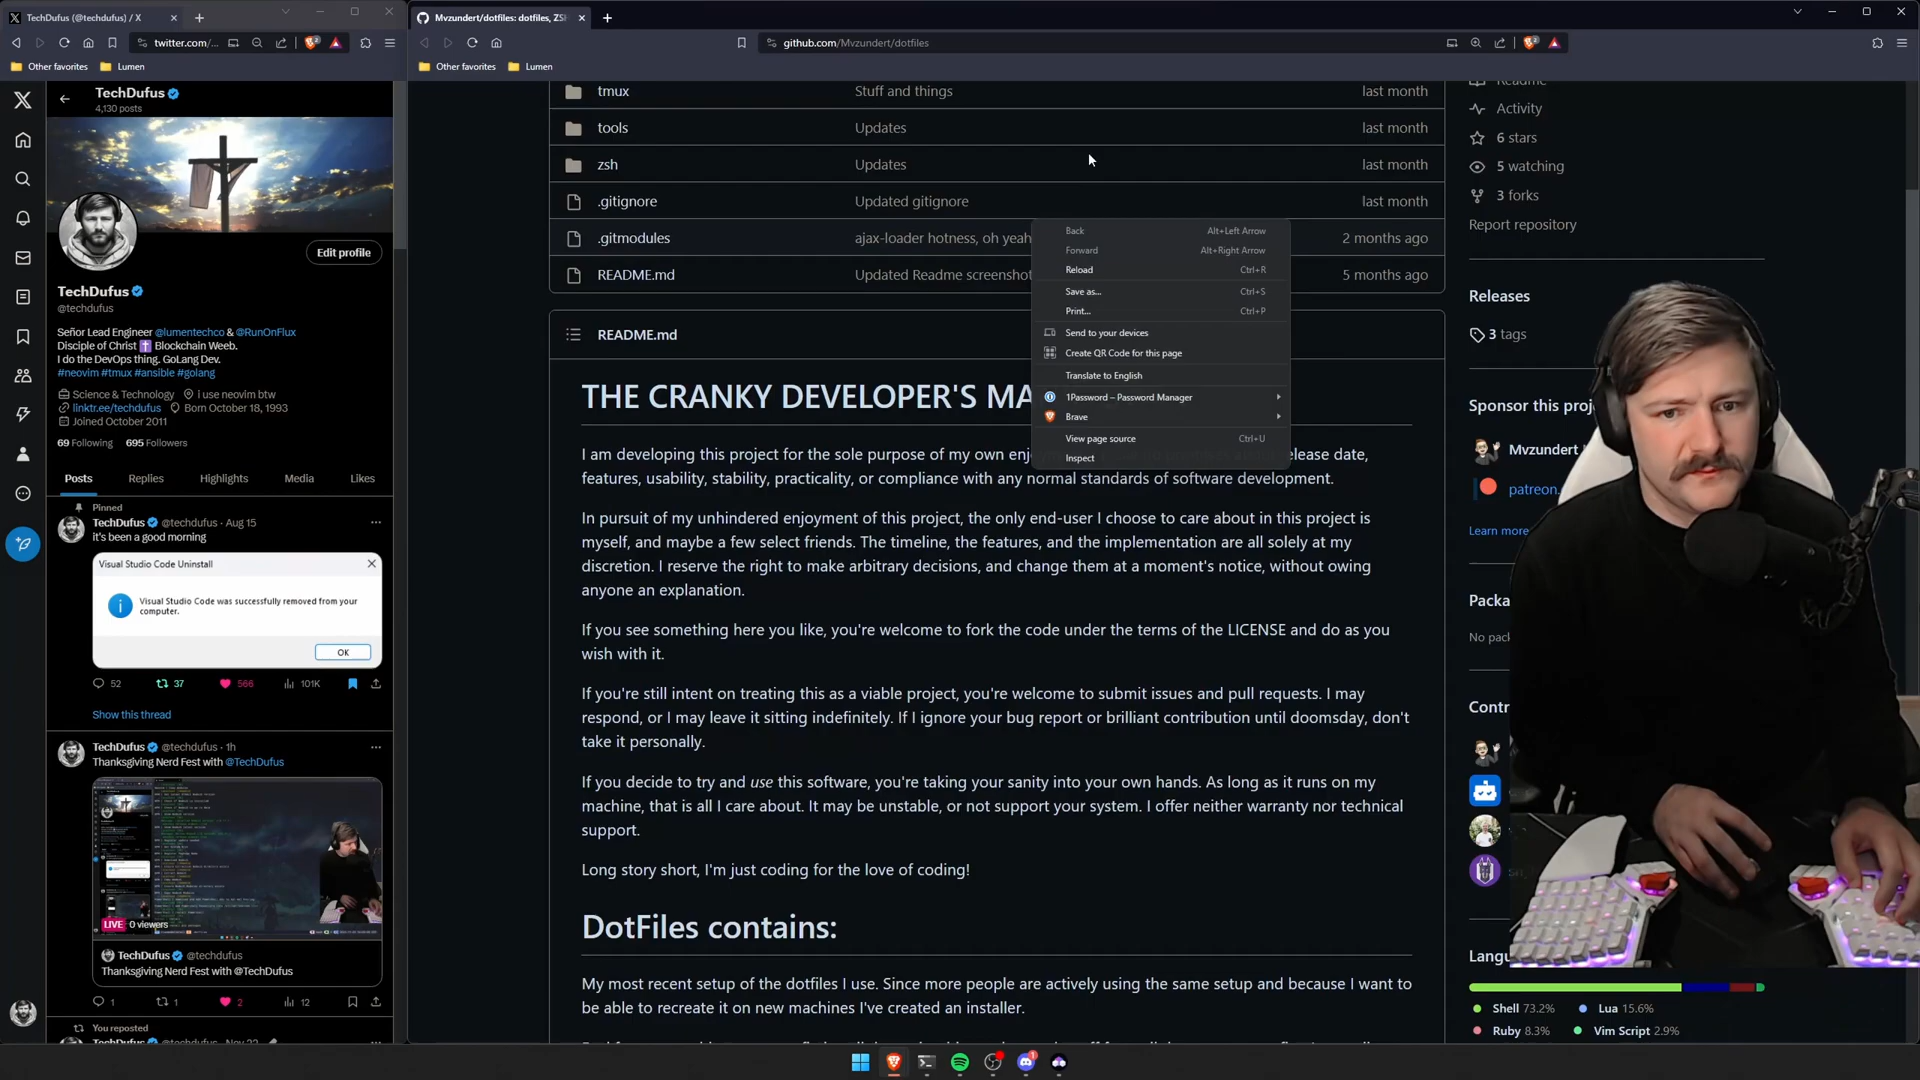 TechDufus (@techdufus) / X
Mvzundert/dotfiles: dotfiles, ZSH
twitter.com/...
github.com/Mvzundert/dotfiles
Other favorites
Lumen
Other favorites
Lumen
TechDufus
4,130 posts
Edit profile
TechDufus
@techdufus
Señor Lead Engineer @lumentechco & @RunOnFlux
Disciple of Christ ✝️ Blockchain Weeb.
I do the DevOps thing. GoLang Dev.
#neovim #tmux #ansible #golang
Science & Technology
i use neovim btw
linktr.ee/techdufus
Born October 18, 1993
Joined October 2011
69 Following 695 Followers
Posts
Replies
Highlights
Media
Likes
Pinned
TechDufus @techdufus · Aug 15
it's been a good morning
Visual Studio Code Uninstall
Visual Studio Code was successfully removed from your
computer.
OK
52
37
566
101K
Show this thread
TechDufus @techdufus · 1h
Thanksgiving Nerd Fest with @TechDufus
LIVE 0 viewers
TechDufus @techdufus
Thanksgiving Nerd Fest with @TechDufus
1
1
2
12
You reposted
tmux Stuff and things last month
tools Updates last month
zsh Updates last month
.gitignore Updated gitignore last month
.gitmodules ajax-loader hotness, oh yeah 2 months ago
README.md Updated Readme screenshot 5 months ago
Back Alt+Left Arrow
Forward Alt+Right Arrow
Reload Ctrl+R
Save as... Ctrl+S
Print... Ctrl+P
Send to your devices
Create QR Code for this page
Translate to English
1Password – Password Manager
Brave
View page source Ctrl+U
Inspect
README.md
THE CRANKY DEVELOPER'S MA
I am developing this project for the sole purpose of my own enj elease date,
features, usability, stability, practicality, or compliance with any normal standards of software development.
In pursuit of my unhindered enjoyment of this project, the only end-user I choose to care about in this project is
myself, and maybe a few select friends. The timeline, the features, and the implementation are all solely at my
discretion. I reserve the right to make arbitrary decisions, and change them at a moment's notice, without owing
anyone an explanation.
If you see something here you like, you're welcome to fork the code under the terms of the LICENSE and do as you
wish with it.
If you're still intent on treating this as a viable project, you're welcome to submit issues and pull requests. I may
respond, or I may leave it sitting indefinitely. If I ignore your bug report or brilliant contribution until doomsday, don't
take it personally.
If you decide to try and use this software, you're taking your sanity into your own hands. As long as it runs on my
machine, that is all I care about. It may be unstable, or not support your system. I offer neither warranty nor technical
support.
Long story short, I'm just coding for the love of coding!
DotFiles contains:
My most recent setup of the dotfiles I use. Since more people are actively using the same setup and because I want to
be able to recreate it on new machines I've created an installer.
Readme
Activity
6 stars
5 watching
3 forks
Report repository
Releases
3 tags
Sponsor this proj
Mvzundert
patreon.
Learn more
Packa
No pack
Contr
Langu
Shell 73.2%
Lua 15.6%
Ruby 8.3%
Vim Script 2.9%